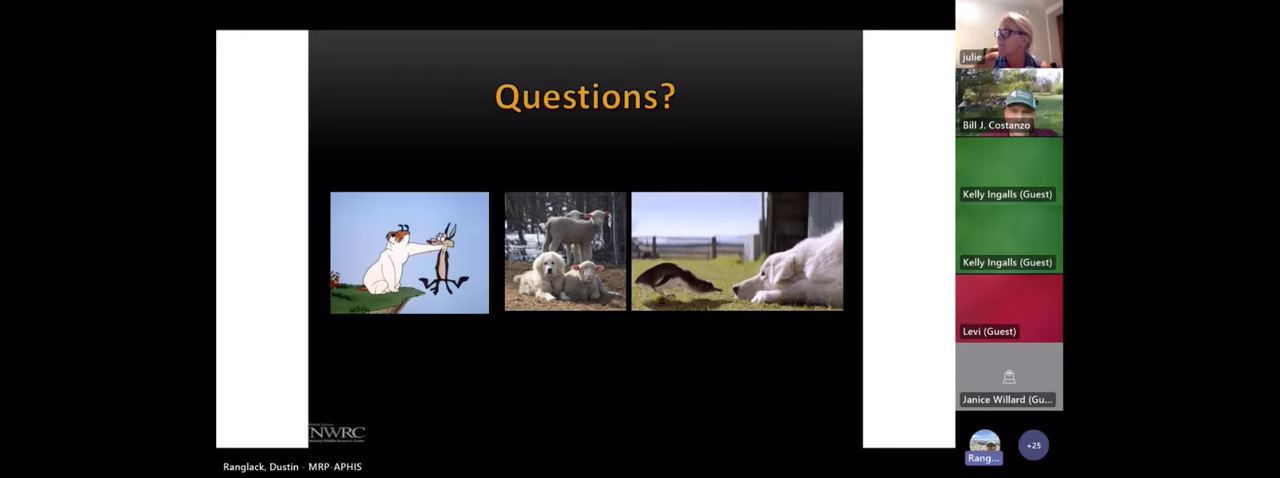 Questions?
NWRC
Ranglack, Dustin - MRP-APHIS
julie
Bill J. Costanzo
Kelly Ingalls (Guest)
Kelly Ingalls (Guest)
Levi (Guest)
Janice Willard (Gu...
Rang...
+25